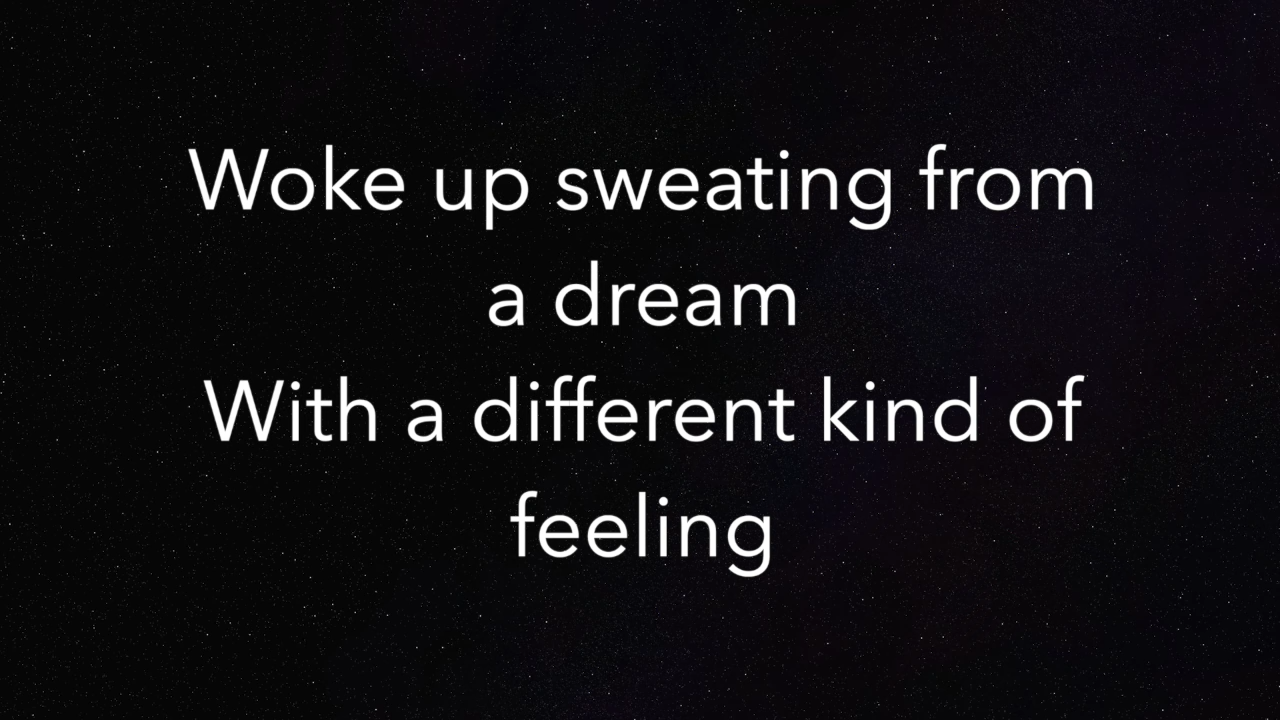 Woke up sweating from
a dream
With a different kind of
feeling